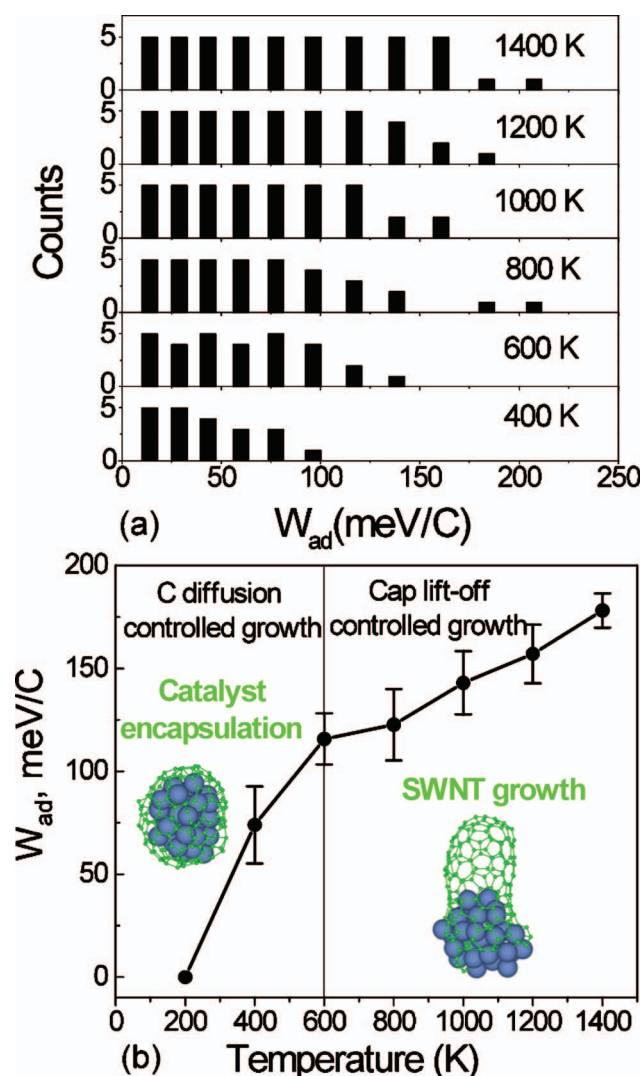 5
0
1400 K
5
0
1200 K
5
0
1000 K
5
0
800 K
5
0
600 K
5
0
400 K
Counts
0 50 100 150 200 250
(a) W_ad(meV/C)
200
150
100
50
0
W_ad, meV/C
C diffusion
controlled growth
Cap lift-off
controlled growth
Catalyst
encapsulation
SWNT growth
0 200 400 600 800 1000 1200 1400
(b) Temperature (K)